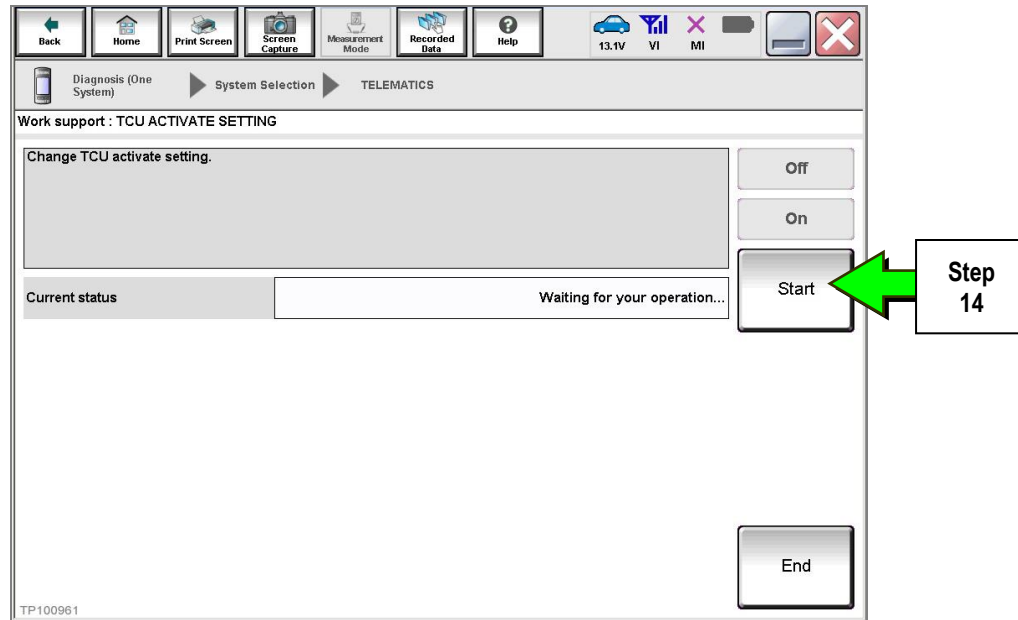 Back
Home
Print Screen
Screen
Capture
Measurement
Mode
Recorded
Data
Help
13.1V
VI
MI
Diagnosis (One
System)
System Selection
TELEMATICS
Work support : TCU ACTIVATE SETTING
Change TCU activate setting.
Off
On
Current status
Waiting for your operation...
Start
Step
14
End
TP100961